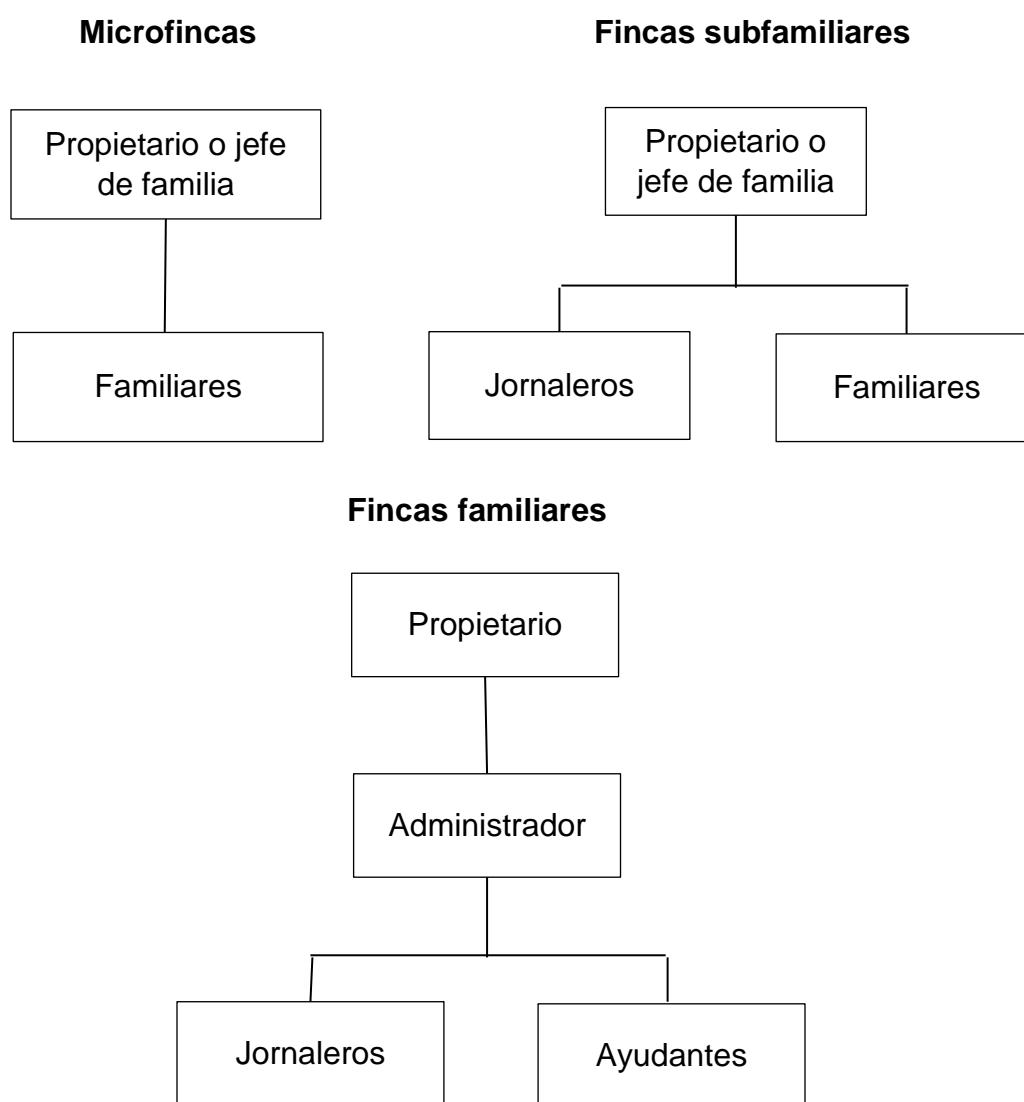 Microfincas
Fincas subfamiliares
Propietario o jefe
de familia
Propietario o
jefe de familia
Familiares
Jornaleros
Familiares
Fincas familiares
Propietario
Administrador
Jornaleros
Ayudantes